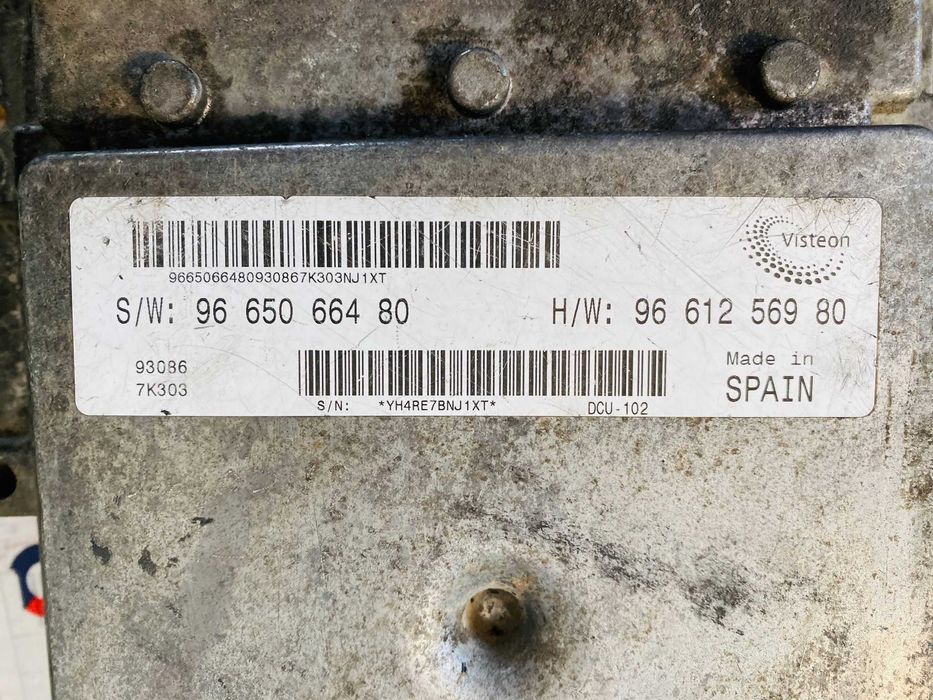 Visteon
9665066480930867K303NJ1XT
S/W: 96 650 664 80
H/W: 96 612 569 80
93086
7K303
Made in
SPAIN
S/N: *YH4RE7BNJ1XT*
DCU-102